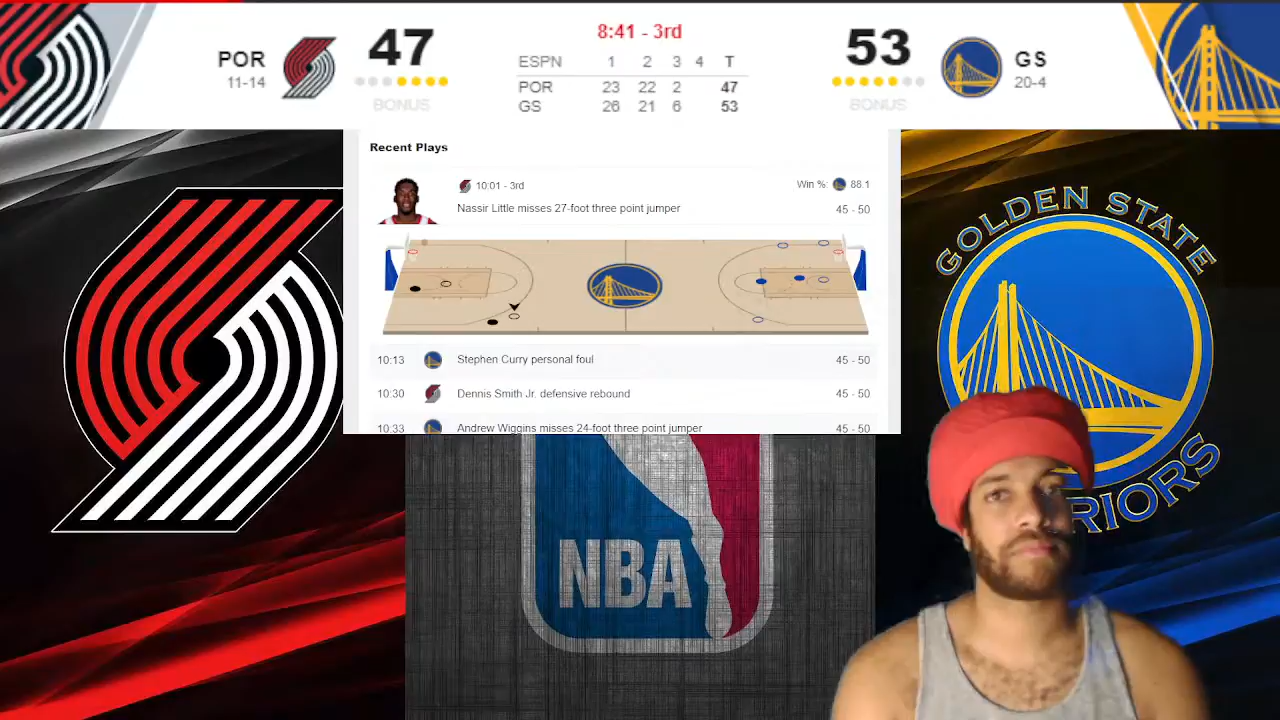 POR
11-14
47
BONUS
8:41 - 3rd
ESPN 1 2 3 4 T
POR 23 22 2 47
GS 26 21 6 53
53
BONUS
GS
20-4
Recent Plays
10:01 - 3rd
Win %: 88.1
Nassir Little misses 27-foot three point jumper 45 - 50
10:13 Stephen Curry personal foul 45 - 50
10:30 Dennis Smith Jr. defensive rebound 45 - 50
10:33 Andrew Wiggins misses 24-foot three point jumper 45 - 50
GOLDEN STATE
RIORS
NBA